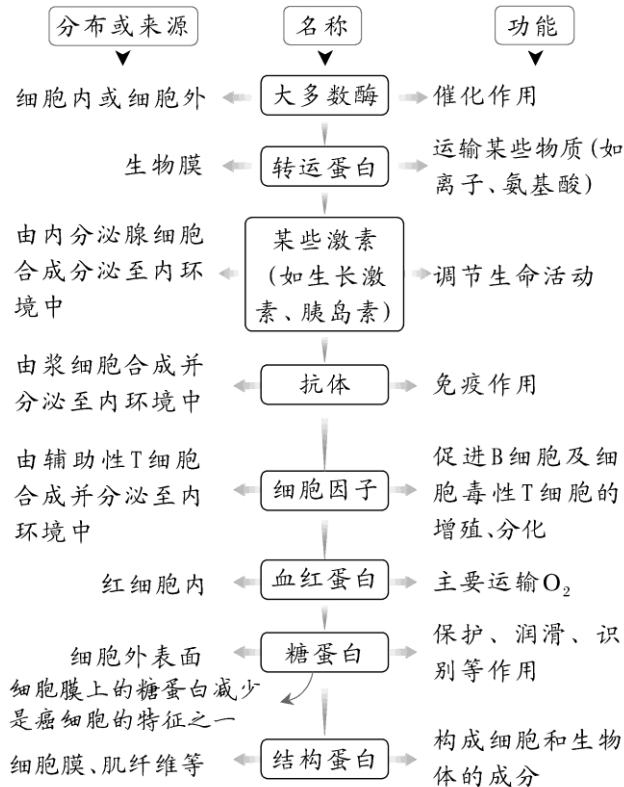 分布或来源
名称
功能
细胞内或细胞外
大多数酶
催化作用
生物膜
转运蛋白
运输某些物质(如
离子、氨基酸)
由内分泌腺细胞
合成分泌至内环
境中
某些激素
(如生长激
素、胰岛素)
调节生命活动
由浆细胞合成并
分泌至内环境中
抗体
免疫作用
由辅助性T细胞
合成并分泌至内
环境中
细胞因子
促进B细胞及细
胞毒性T细胞的
增殖、分化
红细胞内
血红蛋白
主要运输O₂
细胞外表面
糖蛋白
保护、润滑、识
别等作用
细胞膜上的糖蛋白减少
是癌细胞的特征之一
细胞膜、肌纤维等
结构蛋白
构成细胞和生物
体的成分